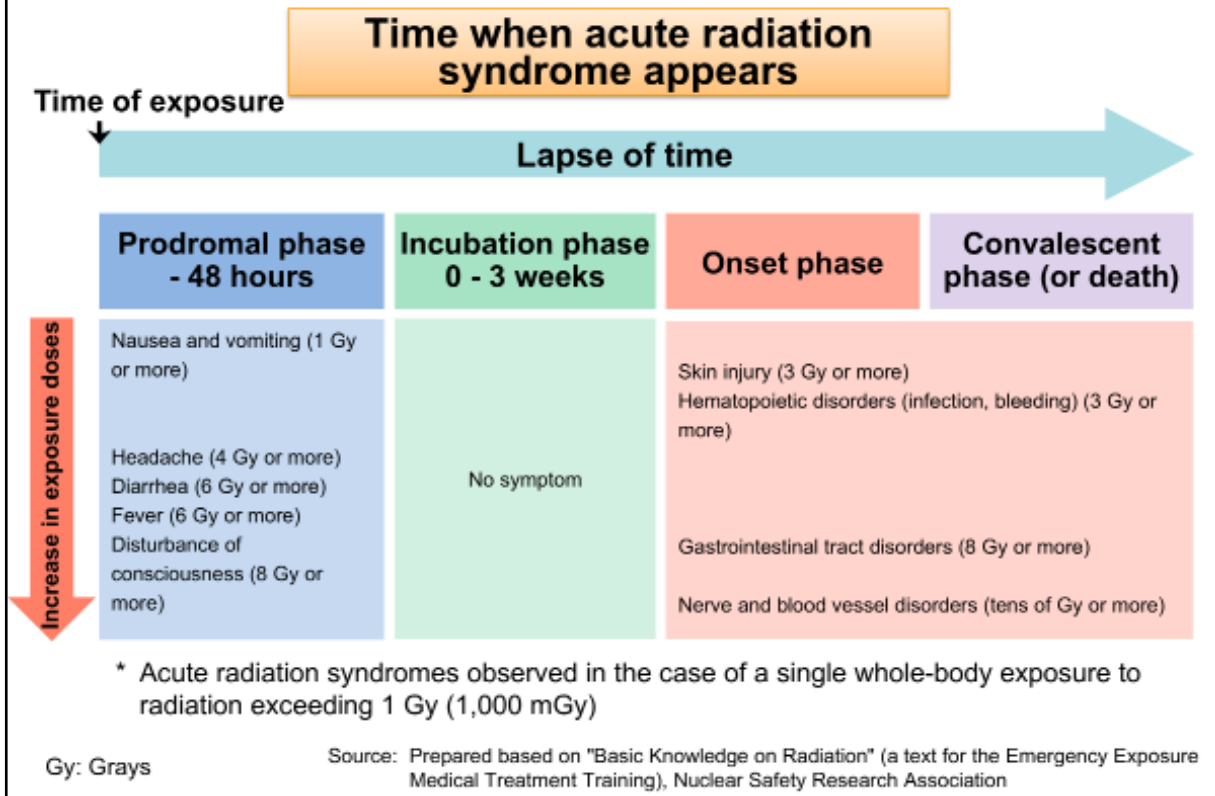 Time when acute radiation
syndrome appears
Time of exposure
Lapse of time
Prodromal phase
- 48 hours
Incubation phase
0 - 3 weeks
Onset phase
Convalescent
phase (or death)
Increase in exposure doses
Nausea and vomiting (1 Gy
or more)
Headache (4 Gy or more)
Diarrhea (6 Gy or more)
Fever (6 Gy or more)
Disturbance of
consciousness (8 Gy or
more)
No symptom
Skin injury (3 Gy or more)
Hematopoietic disorders (infection, bleeding) (3 Gy or
more)
Gastrointestinal tract disorders (8 Gy or more)
Nerve and blood vessel disorders (tens of Gy or more)
* Acute radiation syndromes observed in the case of a single whole-body exposure to
radiation exceeding 1 Gy (1,000 mGy)
Gy: Grays
Source: Prepared based on "Basic Knowledge on Radiation" (a text for the Emergency Exposure
Medical Treatment Training), Nuclear Safety Research Association